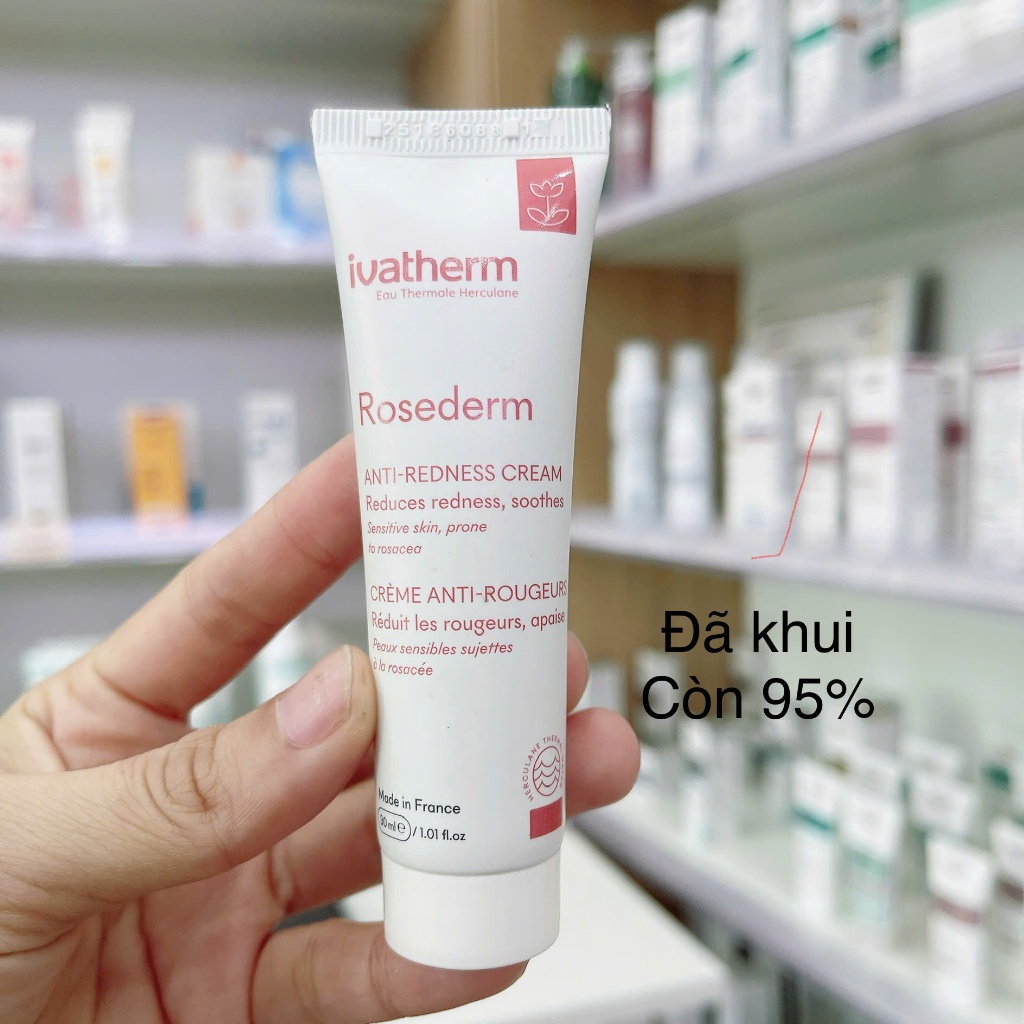 ivatherm
Eau Thermale Herculane
Rosederm
ANTI-REDNESS CREAM
Reduces redness, soothes
Sensitive skin, prone
to rosacea
CRÈME ANTI-ROUGEURS
Réduit les rougeurs, apaise
Peaux sensibles sujettes
à la rosacée
Đã khui
Còn 95%
Made in France
30 ml e / 1.01 fl.oz